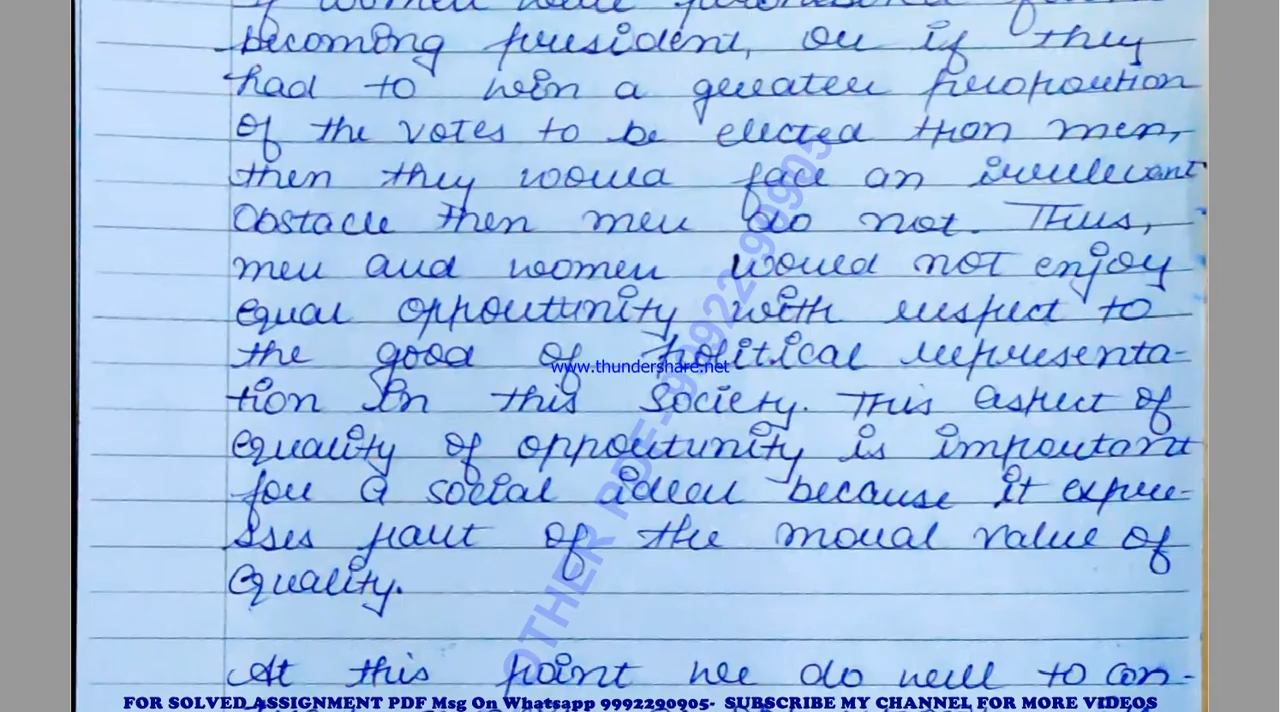 becoming president, or if they
had to win a greater proportion
of the votes to be elected than men,
then they would face an irrelevant
obstacle then men do not. Thus,
men and women would not enjoy
equal opportunity with respect to
the good of political representa-
www.thundershare.net
tion in this society. This aspect of
equality of opportunity is important
for a social ideal because it expre-
sses part of the moral value of
equality.
At this point we do well to con-
OTHER PDF-99922-90905
FOR SOLVED ASSIGNMENT PDF Msg On Whatsapp 9992290905- SUBSCRIBE MY CHANNEL FOR MORE VIDEOS